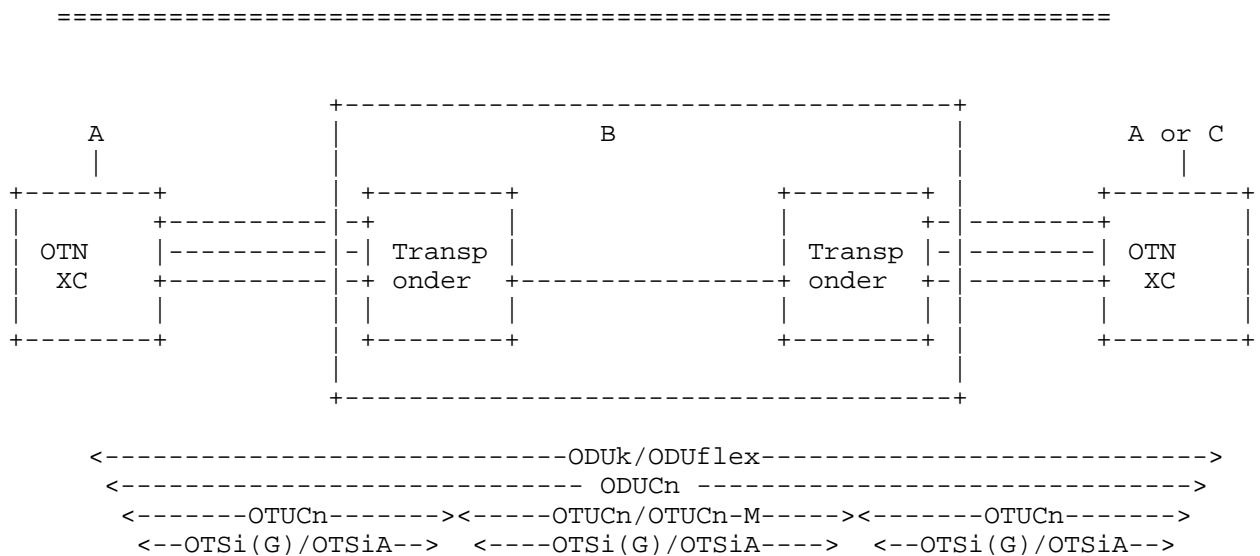 =================================================================
+--------------------------------------+
A | B | A or C
| | | |
+--------+ | +--------+ +--------+ | +--------+
| +----------|-+ | | +-|--------+ |
| OTN |----------|-| Transp | | Transp |-|--------| OTN |
| XC +----------|-+ onder +----------------+ onder +-|--------+ XC |
| | | | | | | | | |
+--------+ | +--------+ +--------+ | +--------+
| |
+--------------------------------------+
<-----------------------------ODUk/ODUflex---------------------------->
<----------------------------- ODUCn ------------------------------->
<-------OTUCn-------><-----OTUCn/OTUCn-M-----><-------OTUCn------->
<--OTSi(G)/OTSiA--> <----OTSi(G)/OTSiA----> <--OTSi(G)/OTSiA-->